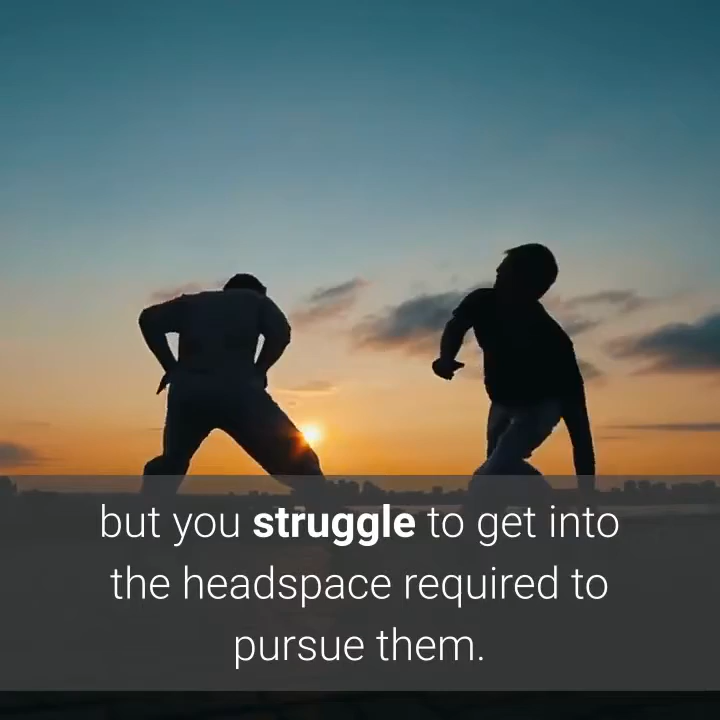 but you struggle to get into
the headspace required to
pursue them.